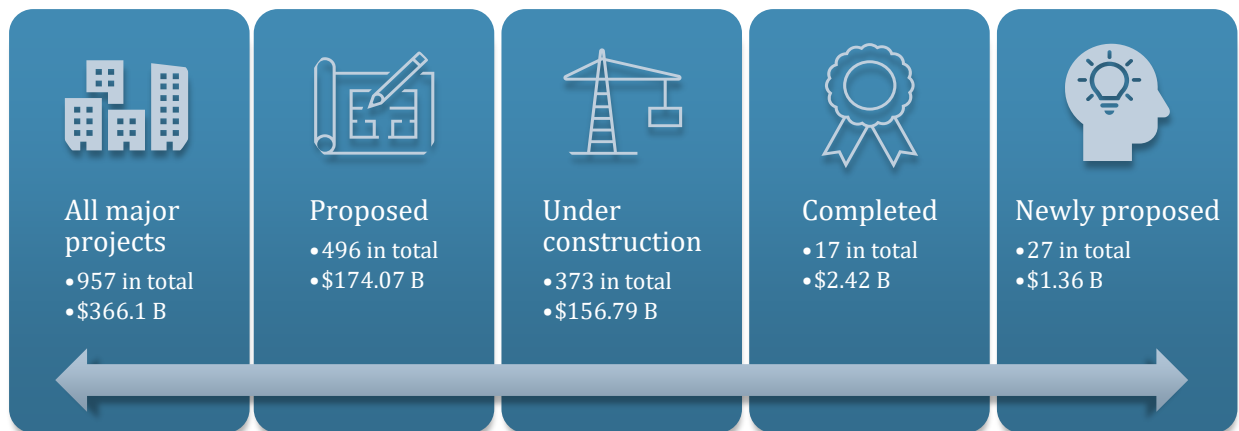 All major
projects
•957 in total
•$366.1 B
Proposed
•496 in total
•$174.07 B
Under
construction
•373 in total
•$156.79 B
Completed
•17 in total
•$2.42 B
Newly proposed
•27 in total
•$1.36 B